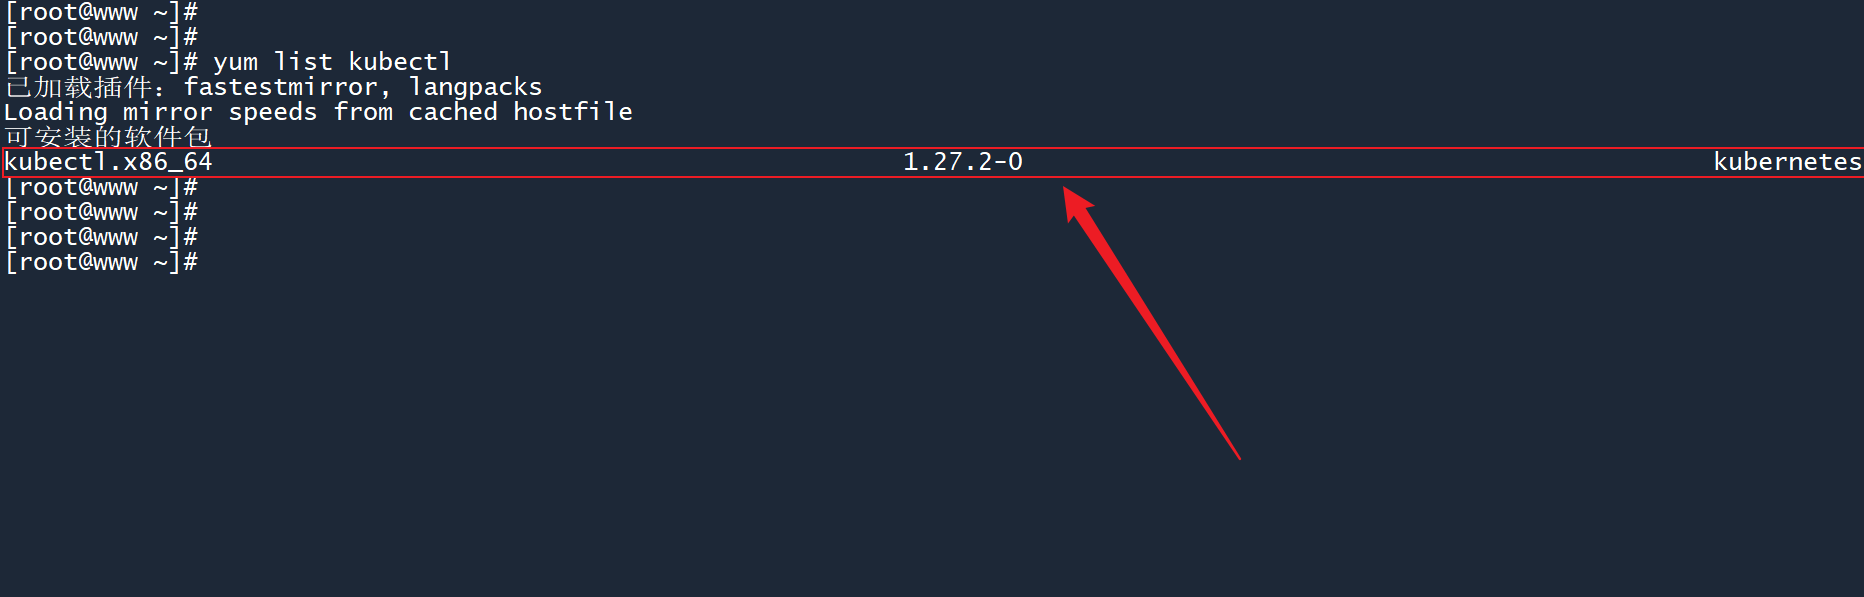 [root@www ~]#
[root@www ~]#
[root@www ~]# yum list kubectl
已加载插件：fastestmirror, langpacks
Loading mirror speeds from cached hostfile
可安装的软件包
kubectl.x86_64 1.27.2-0 kubernetes
[root@www ~]#
[root@www ~]#
[root@www ~]#
[root@www ~]#